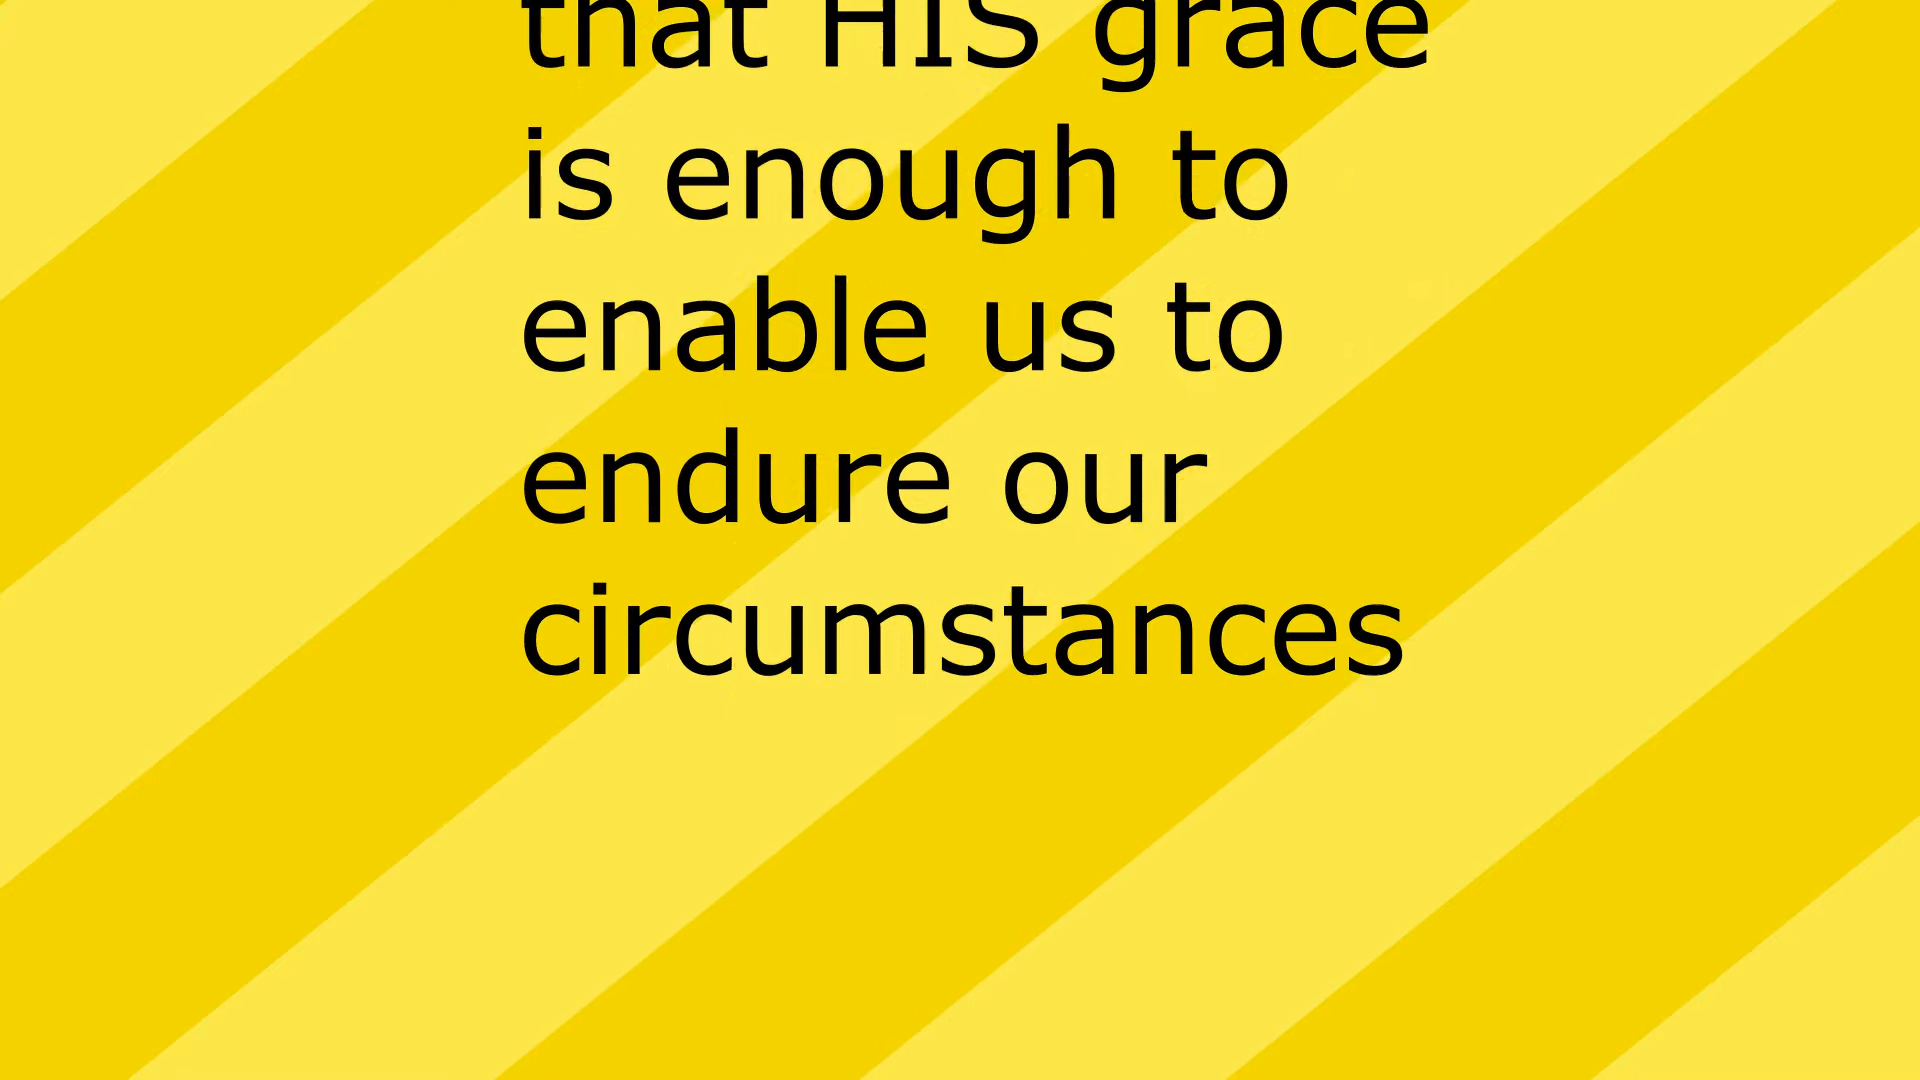 that HIS grace
is enough to
enable us to
endure our
circumstances